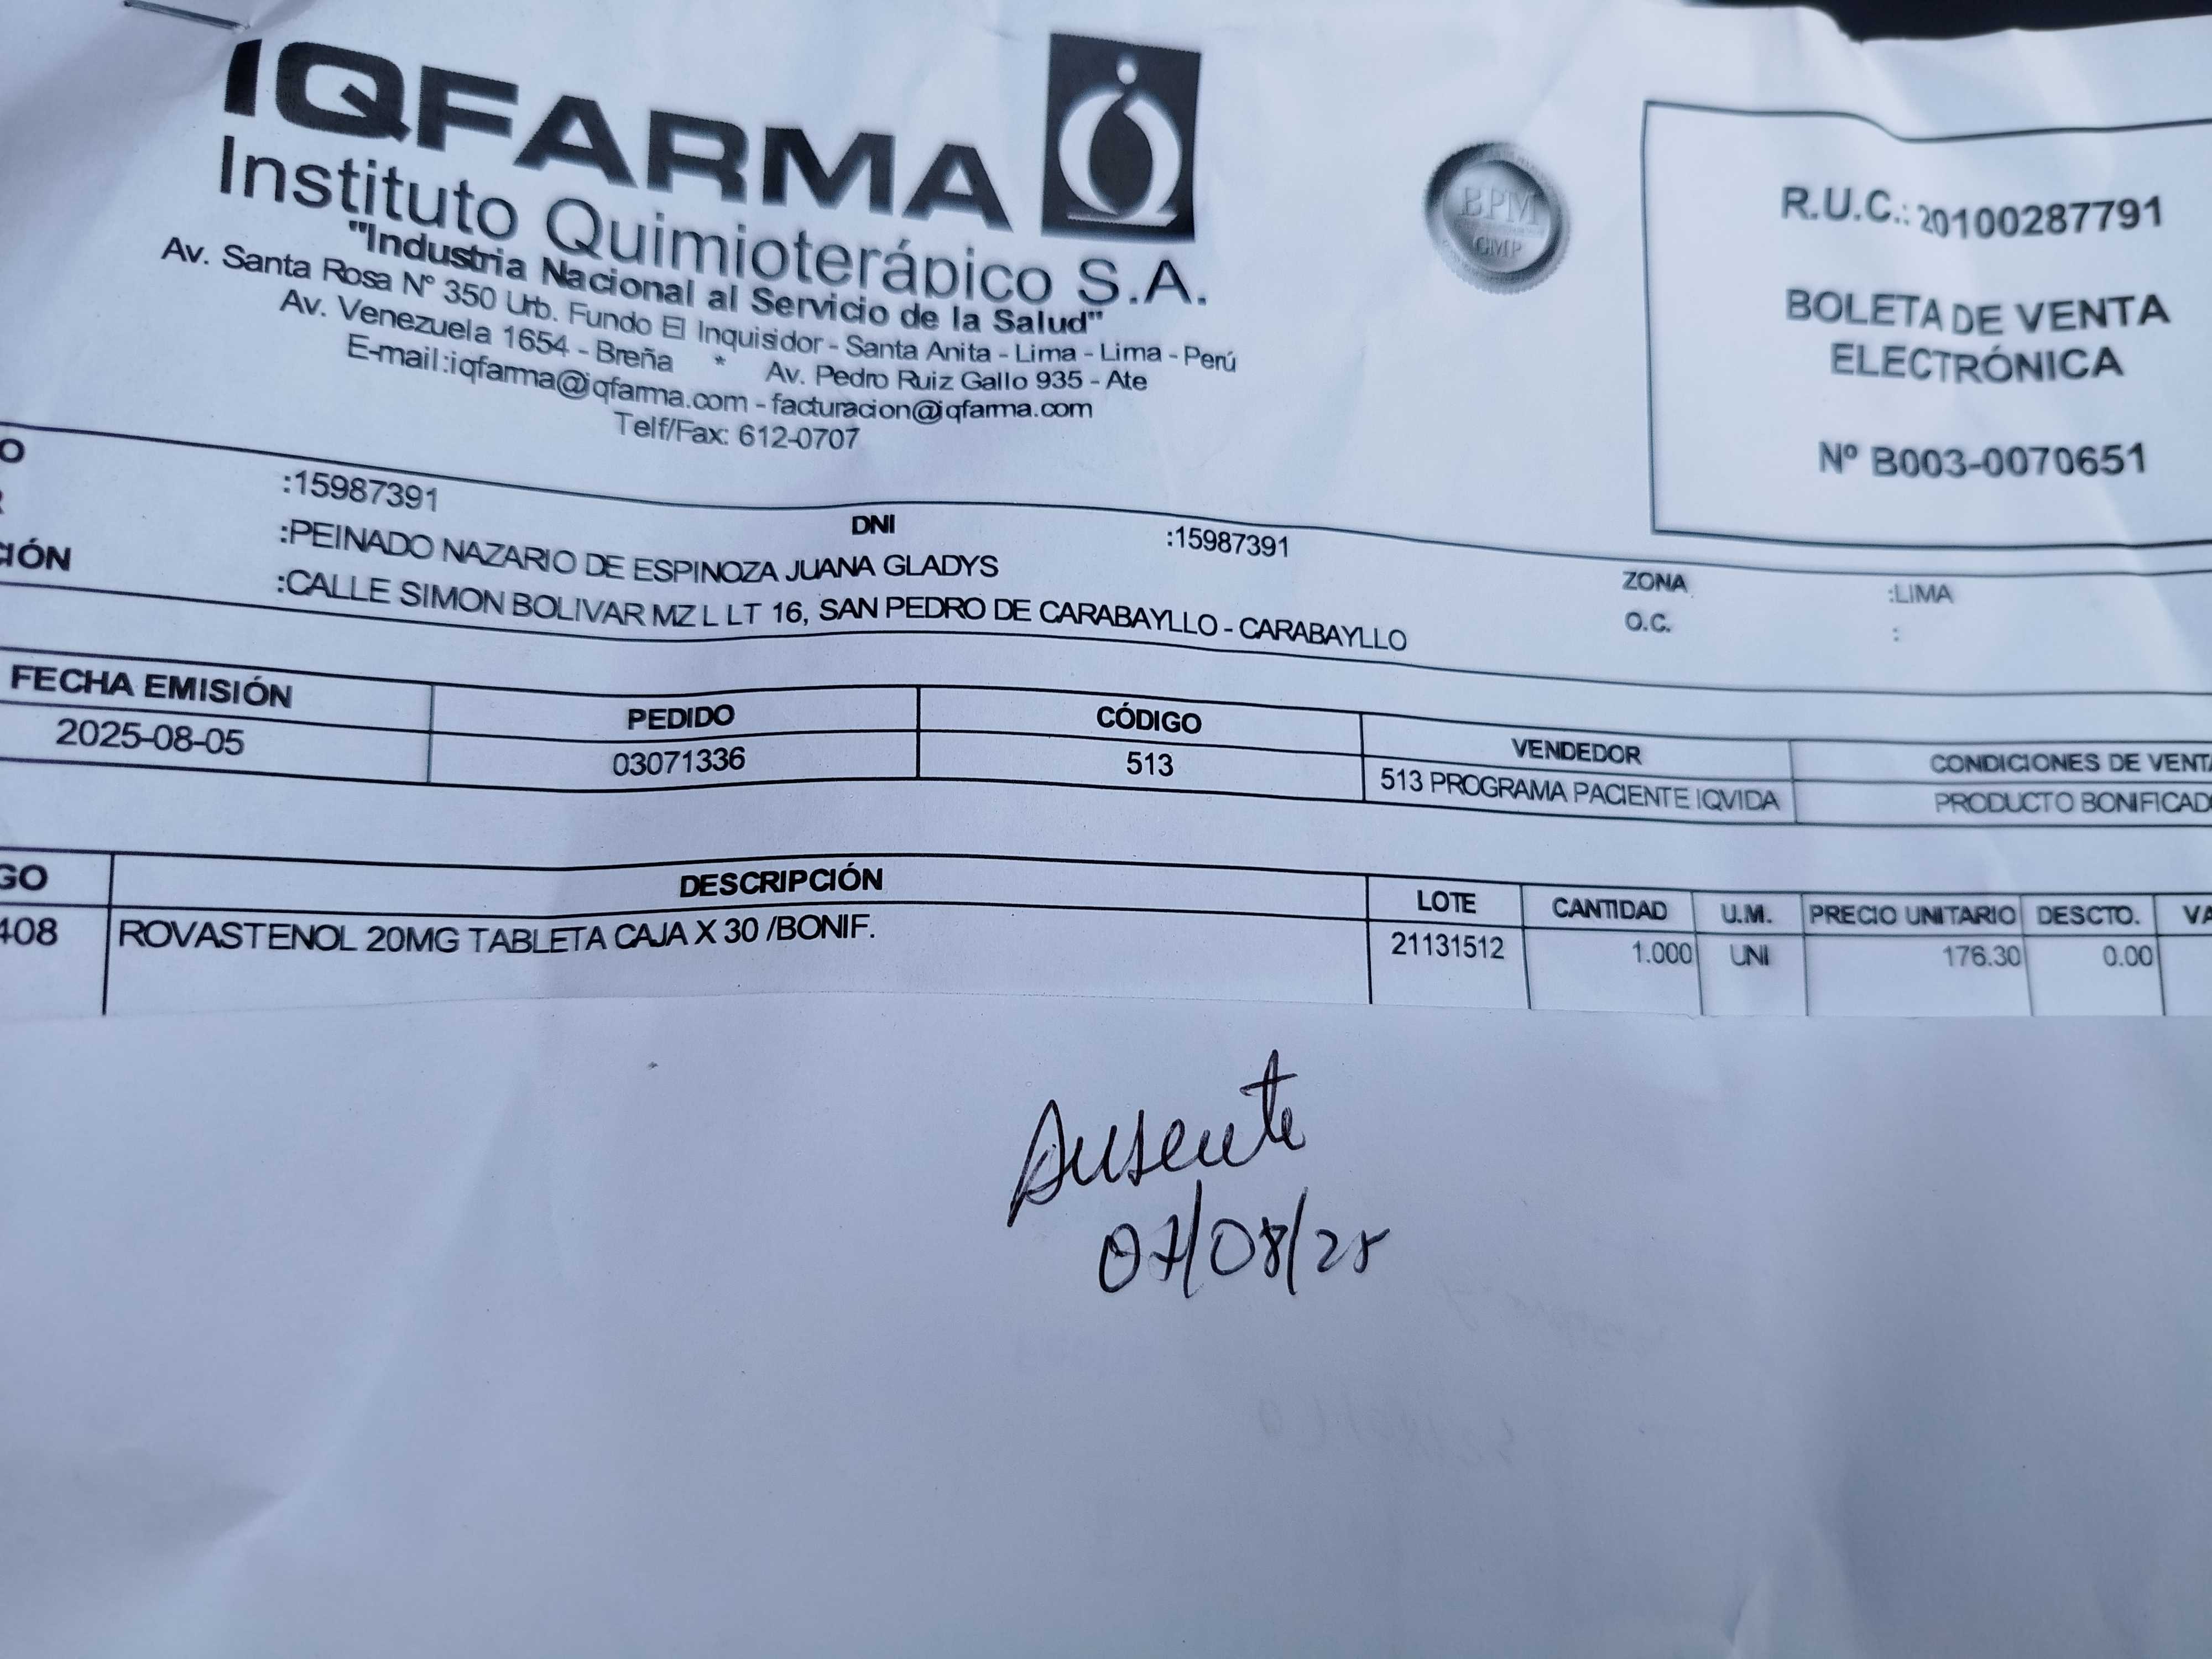 IQFARMA
Instituto Quimioterápico S.A.
"Industria Nacional al Servicio de la Salud"
Av. Santa Rosa Nº 350 Urb. Fundo El Inquisidor - Santa Anita - Lima - Lima - Perú
Av. Venezuela 1654 - Breña * Av. Pedro Ruiz Gallo 935 - Ate
E-mail:iqfarma@iqfarma.com - facturacion@iqfarma.com
Telf/Fax: 612-0707
BPM
GMP
R.U.C.: 20100287791
BOLETA DE VENTA
ELECTRÓNICA
Nº B003-0070651
O :15987391 DNI :15987391
R :PEINADO NAZARIO DE ESPINOZA JUANA GLADYS ZONA :LIMA
CIÓN :CALLE SIMON BOLIVAR MZ L LT 16, SAN PEDRO DE CARABAYLLO - CARABAYLLO O.C. :
FECHA EMISIÓN PEDIDO CÓDIGO VENDEDOR CONDICIONES DE VENTA
2025-08-05 03071336 513 513 PROGRAMA PACIENTE IQVIDA PRODUCTO BONIFICADO
GO DESCRIPCIÓN LOTE CANTIDAD U.M. PRECIO UNITARIO DESCTO. VA
408 ROVASTENOL 20MG TABLETA CAJA X 30 /BONIF. 21131512 1.000 UNI 176.30 0.00
Ausente
07/08/25